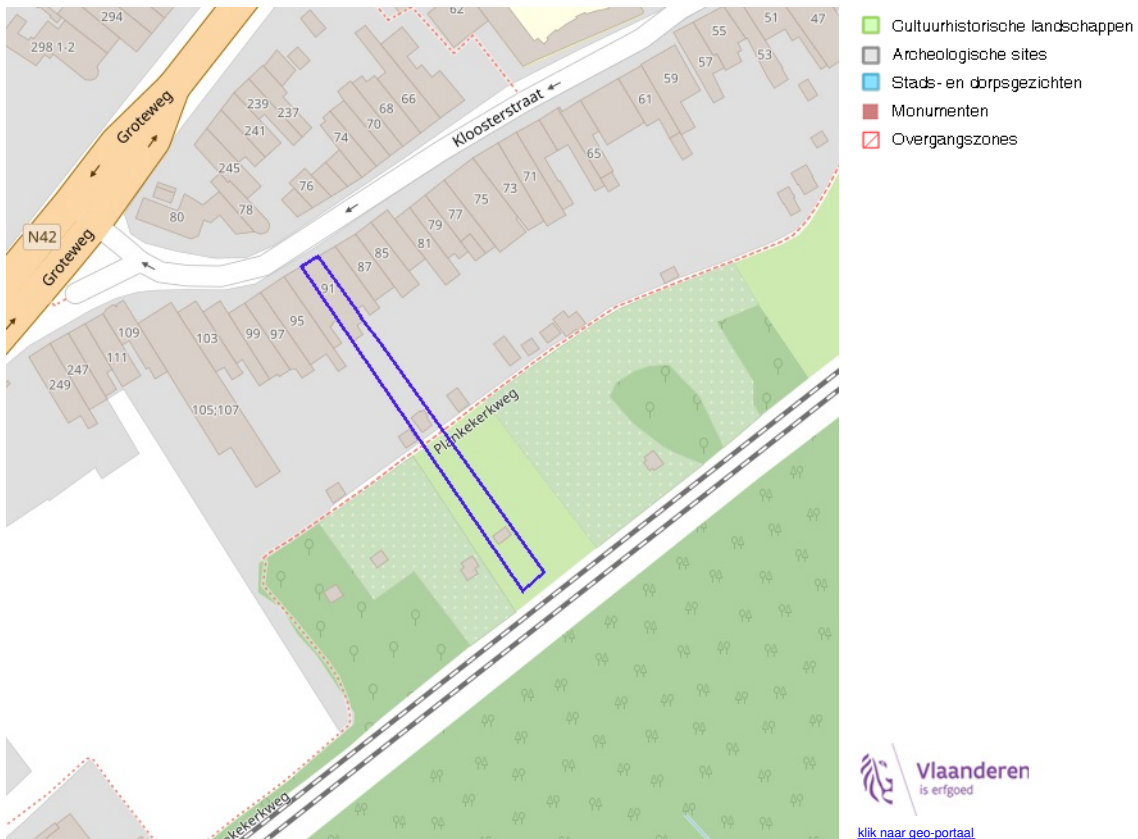 294
298 1-2
62
51
47
55
53
57
59
61
Groteweg
239
237
241
68
66
70
74
Kloosterstraat
65
245
76
71
73
75
80
78
77
79
81
N42
Groteweg
85
87
91
95
109
103
99
97
111
247
249
105;107
Plankekerkweg
kekerkweg
Cultuurhistorische landschappen
Archeologische sites
Stads- en dorpsgezichten
Monumenten
Overgangszones
Vlaanderen
is erfgoed
klik naar geo-portaal